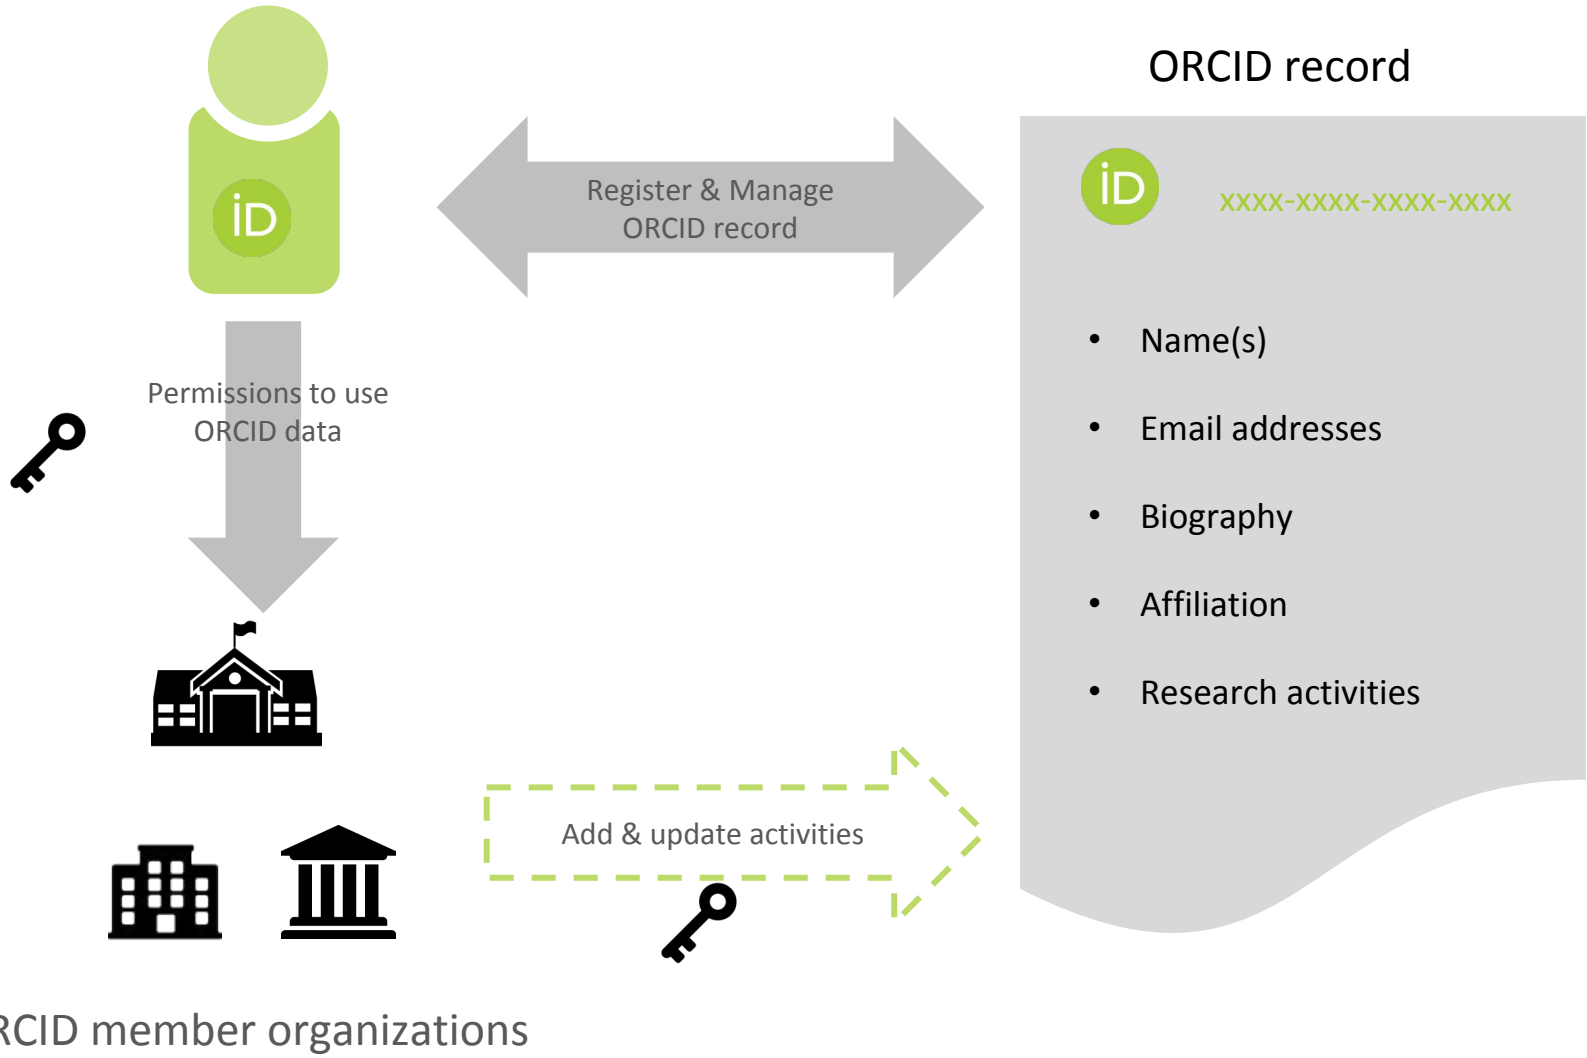 ORCID record
iD
iD
xxxx-xxxx-xxxx-xxxx
Register & Manage
ORCID record
Permissions to use
ORCID data
• Name(s)
• Email addresses
• Biography
• Affiliation
• Research activities
Add & update activities
RCID member organizations